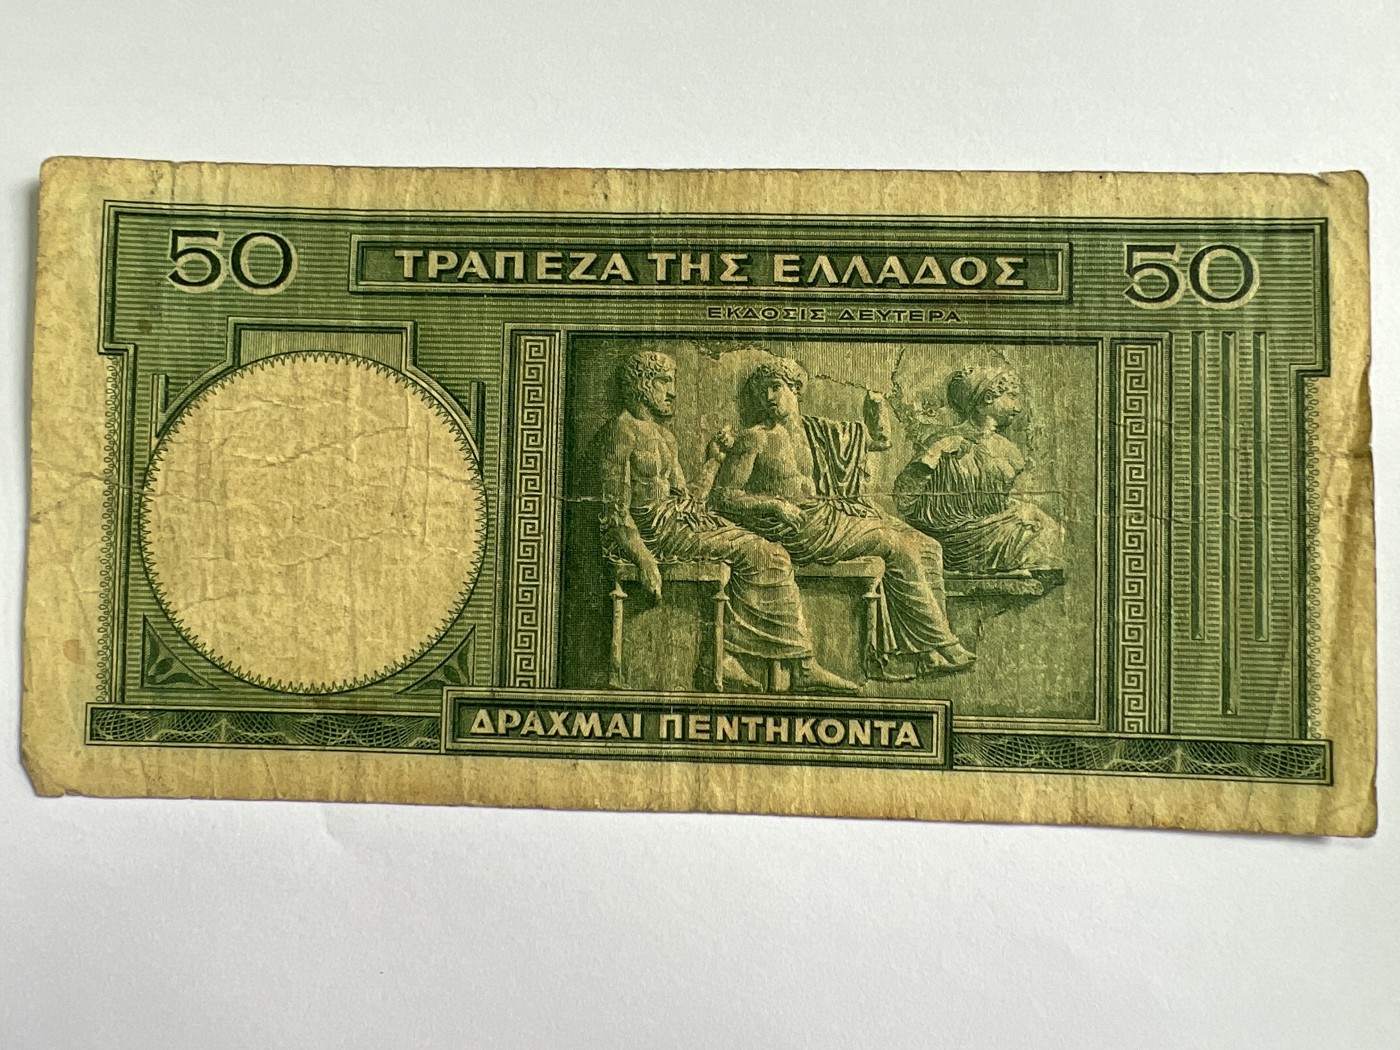 50 ΤΡΑΠΕΖΑ ΤΗΣ ΕΛΛΑΔΟΣ 50
ΕΚΔΟΣΙΣ ΔΕΥΤΕΡΑ
ΔΡΑΧΜΑΙ ΠΕΝΤΗΚΟΝΤΑ